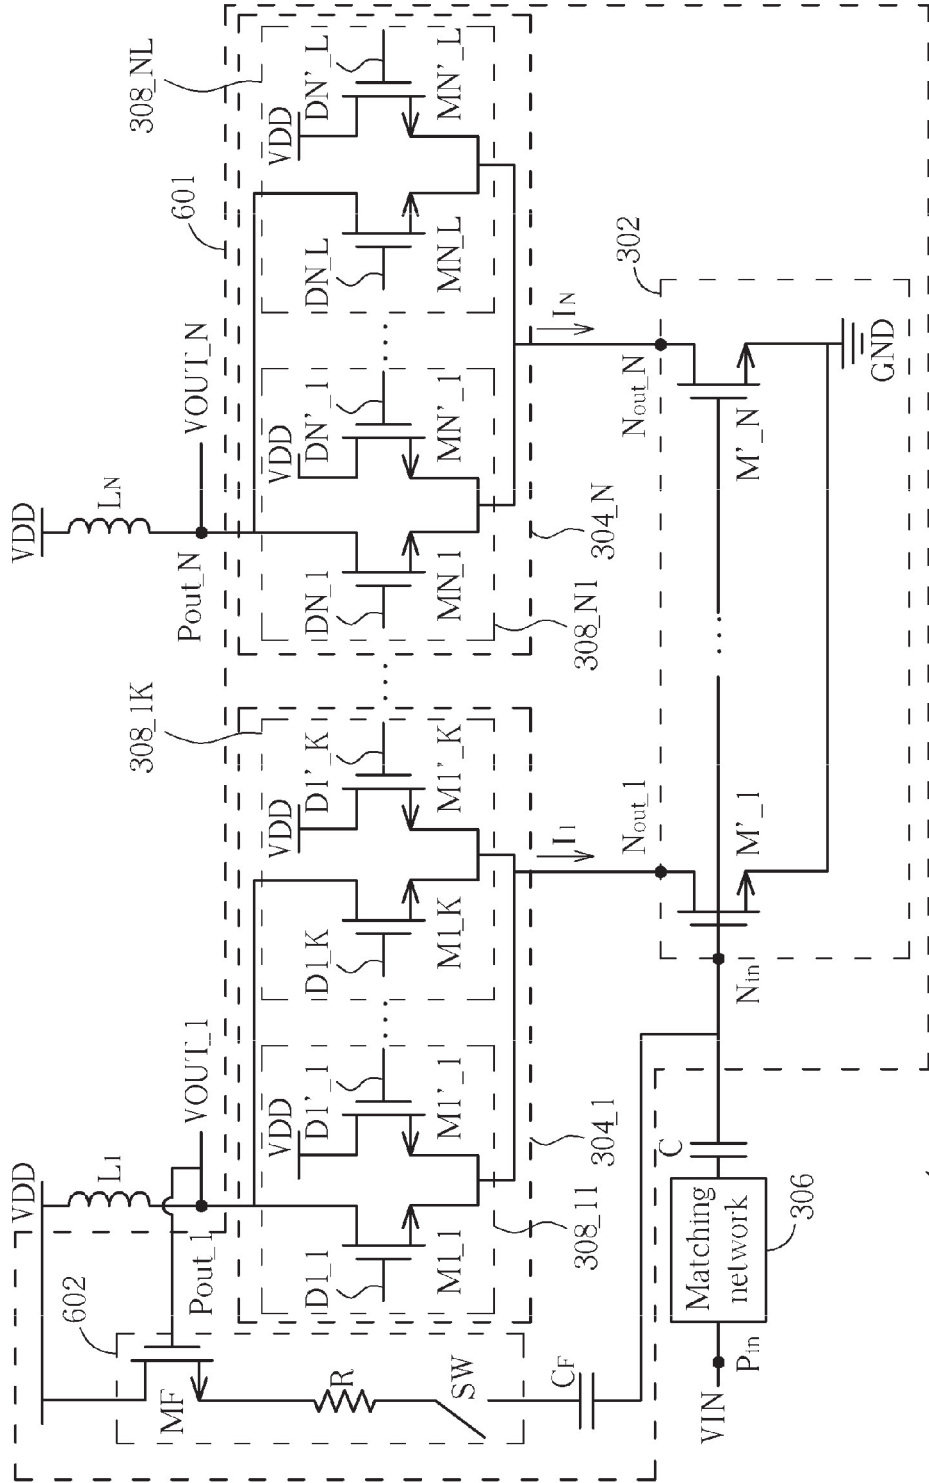 308_NL
601
VDD
DN'_L
MN'_L
DN_L
MN_L
VDD
DN'_1
MN'_1
DN_1
MN_1
VDD
LN
VOUT_N
Pout_N
304_N
308_N1
IN
302
Nout_N
M'_N
GND
308_1K
VDD
D1'_K
M1'_K
D1_K
M1_K
VDD
D1'_1
M1'_1
D1_1
M1_1
VDD
L1
VOUT_1
Pout_1
304_1
308_11
I1
Nout_1
M'_1
Nin
602
MF
R
SW
CF
C
Matching
network
306
Pin
VIN